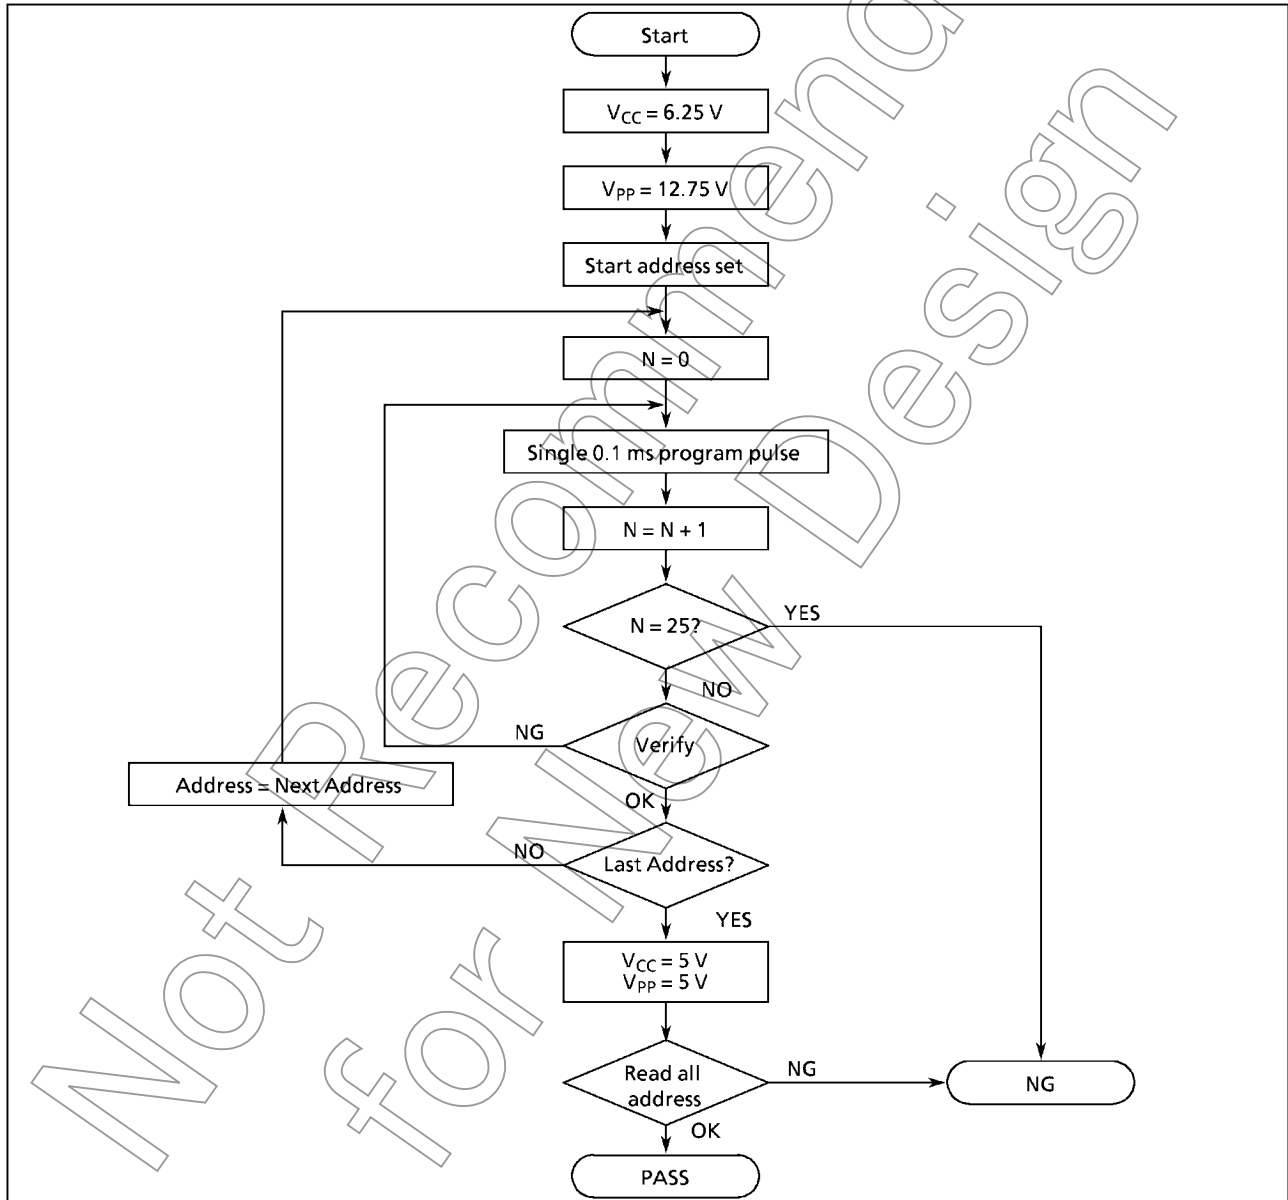 Start
VCC = 6.25 V
VPP = 12.75 V
Start address set
N = 0
Single 0.1 ms program pulse
N = N + 1
N = 25?
YES
NO
Verify
NG
Address = Next Address
OK
Last Address?
NO
YES
VCC = 5 V
VPP = 5 V
Read all
address
NG
NG
OK
PASS
Not Recommend
for New Design